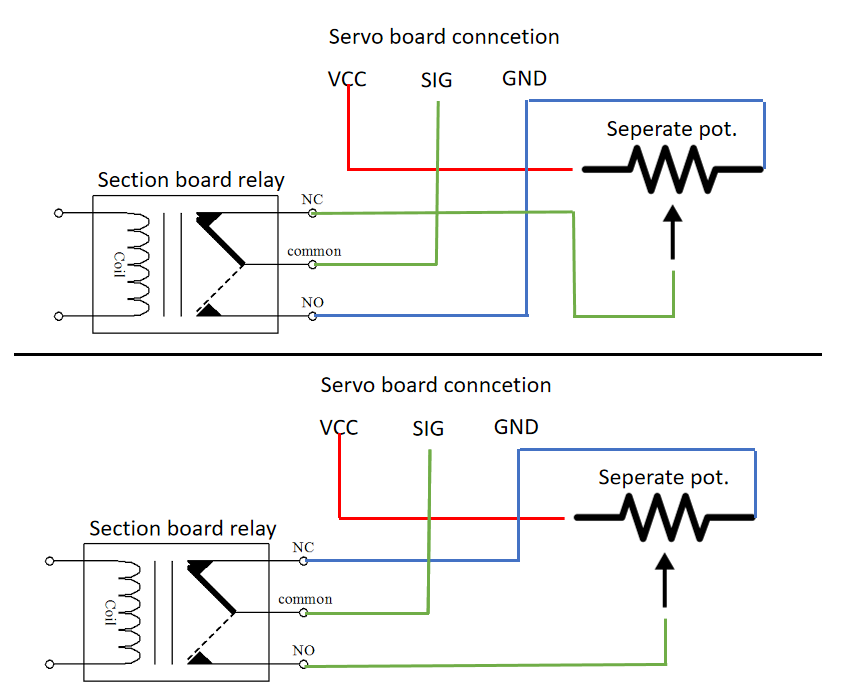 Servo board conncetion
VCC SIG GND
Seperate pot.
Section board relay
NC
common
Coil
NO
Servo board conncetion
VCC SIG GND
Seperate pot.
Section board relay
NC
common
Coil
NO